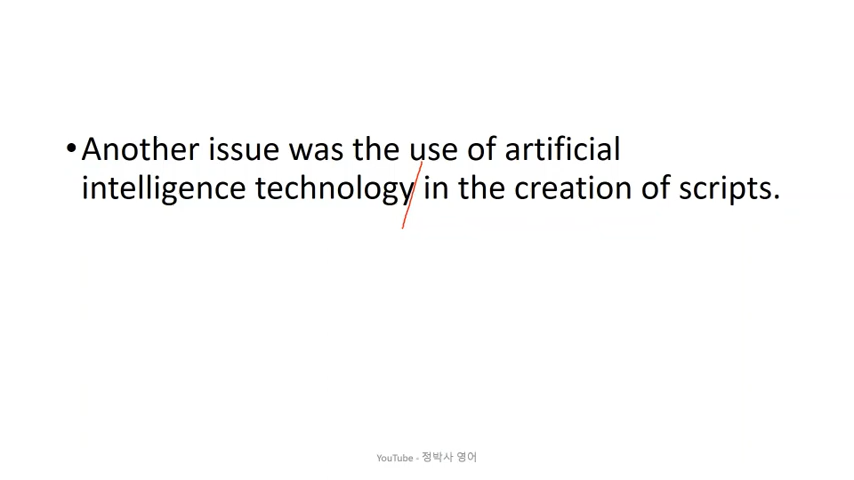 •Another issue was the use of artificial
intelligence technology in the creation of scripts.
YouTube - 정박사 영어